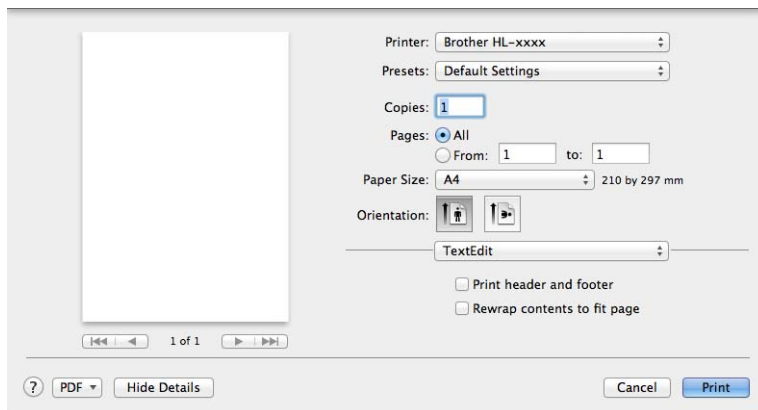 Printer: Brother HL-xxxx
Presets: Default Settings
Copies: 1
Pages: All
From: 1 to: 1
Paper Size: A4 210 by 297 mm
Orientation:
TextEdit
Print header and footer
Rewrap contents to fit page
1 of 1
? PDF Hide Details Cancel Print